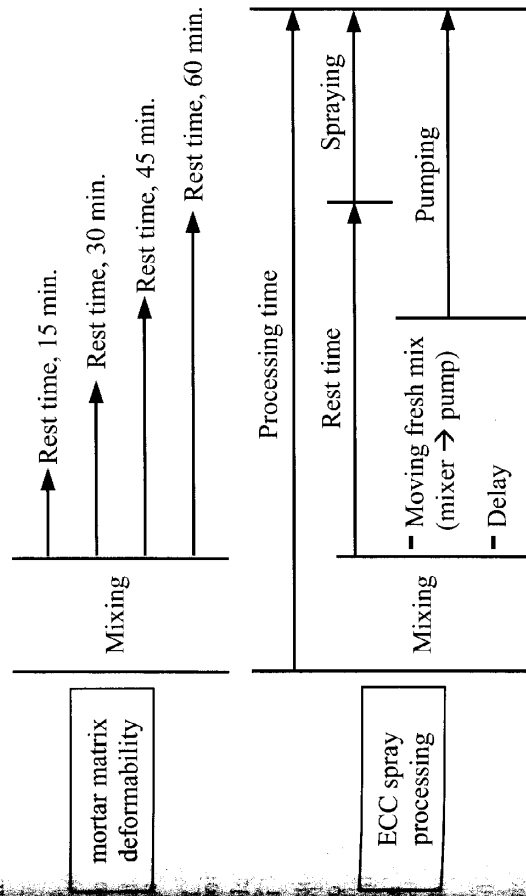 mortar matrix
deformability
Mixing
Rest time, 15 min.
Rest time, 30 min.
Rest time, 45 min.
Rest time, 60 min.
ECC spray
processing
Mixing
Processing time
Rest time
Spraying
- Moving fresh mix
(mixer → pump)
- Delay
Pumping